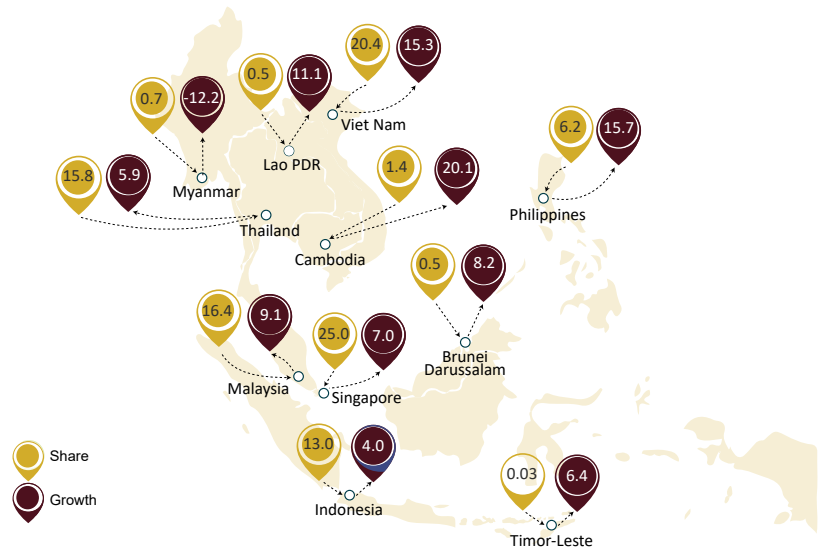 20.4
15.3
0.5
11.1
Viet Nam
0.7
-12.2
Lao PDR
6.2
15.7
Myanmar
15.8
5.9
1.4
20.1
Philippines
Thailand
Cambodia
0.5
8.2
16.4
9.1
25.0
7.0
Brunei
Darussalam
Malaysia
Singapore
13.0
4.0
Share
0.03
6.4
Growth
Indonesia
Timor-Leste